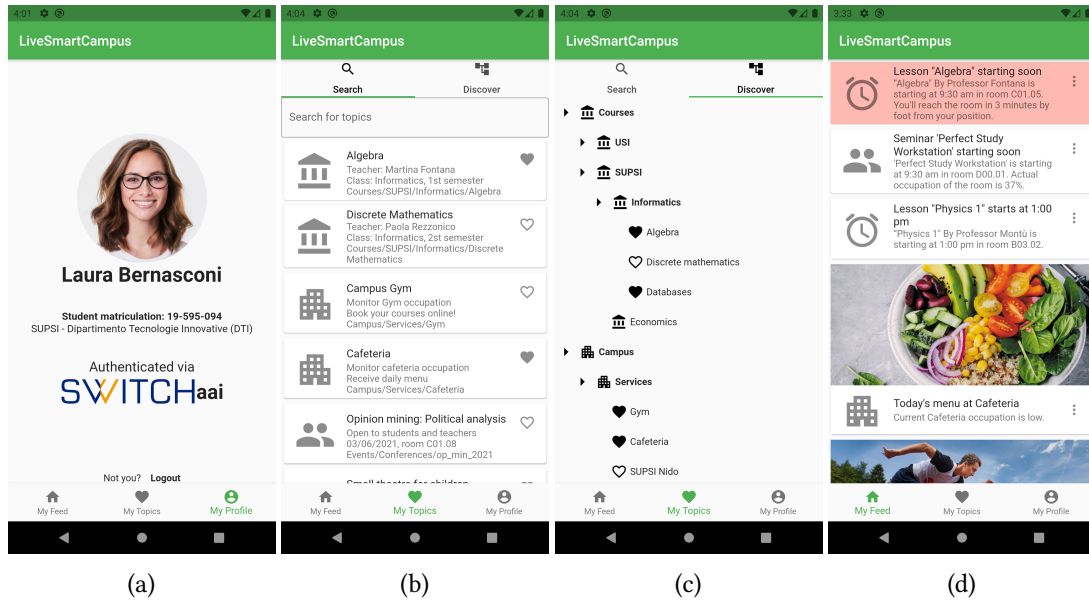 4:01
LiveSmartCampus
Laura Bernasconi
Student matriculation: 19-595-094
SUPSI - Dipartimento Tecnologie Innovative (DTI)
Authenticated via
SWITCHaai
Not you? Logout
My Feed
My Topics
My Profile
(a)
4:04
LiveSmartCampus
Search
Discover
Search for topics
Algebra
Teacher: Martina Fontana
Class: Informatics, 1st semester
Courses/SUPSI/Informatics/Algebra
Discrete Mathematics
Teacher: Paola Rezzonico
Class: Informatics, 2st semester
Courses/SUPSI/Informatics/Discrete
Mathematics
Campus Gym
Monitor Gym occupation
Book your courses online!
Campus/Services/Gym
Cafeteria
Monitor cafeteria occupation
Receive daily menu
Campus/Services/Cafeteria
Opinion mining: Political analysis
Open to students and teachers
03/06/2021, room C01.08
Events/Conferences/op_min_2021
Small theatre for children
My Feed
My Topics
My Profile
(b)
4:04
LiveSmartCampus
Search
Discover
Courses
USI
SUPSI
Informatics
Algebra
Discrete mathematics
Databases
Economics
Campus
Services
Gym
Cafeteria
SUPSI Nido
My Feed
My Topics
My Profile
(c)
3:33
LiveSmartCampus
Lesson "Algebra" starting soon
"Algebra" By Professor Fontana is
starting at 9:30 am in room C01.05.
You'll reach the room in 3 minutes by
foot from your position.
Seminar 'Perfect Study
Workstation' starting soon
'Perfect Study Workstation' is starting
at 9:30 am in room D00.01. Actual
occupation of the room is 37%.
Lesson "Physics 1" starts at 1:00
pm
"Physics 1" By Professor Montù is
starting at 1:00 pm in room B03.02.
Today's menu at Cafeteria
Current Cafeteria occupation is low.
My Feed
My Topics
My Profile
(d)